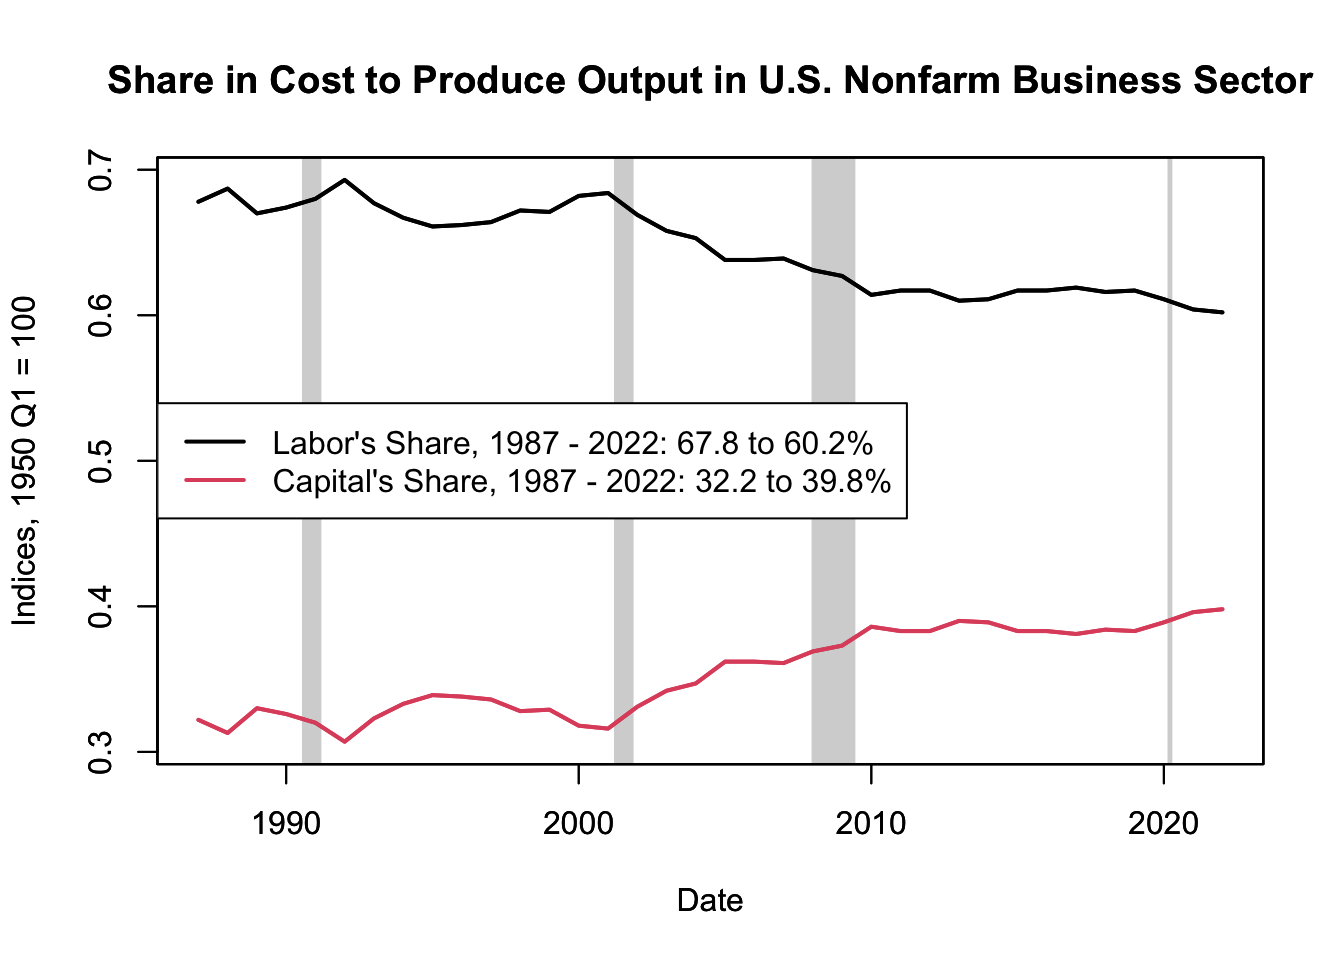 Share in Cost to Produce Output in U.S. Nonfarm Business Sector
Indices, 1950 Q1 = 100
0.7
0.6
0.5
0.4
0.3
Labor's Share, 1987 - 2022: 67.8 to 60.2%
Capital's Share, 1987 - 2022: 32.2 to 39.8%
1990
2000
2010
2020
Date